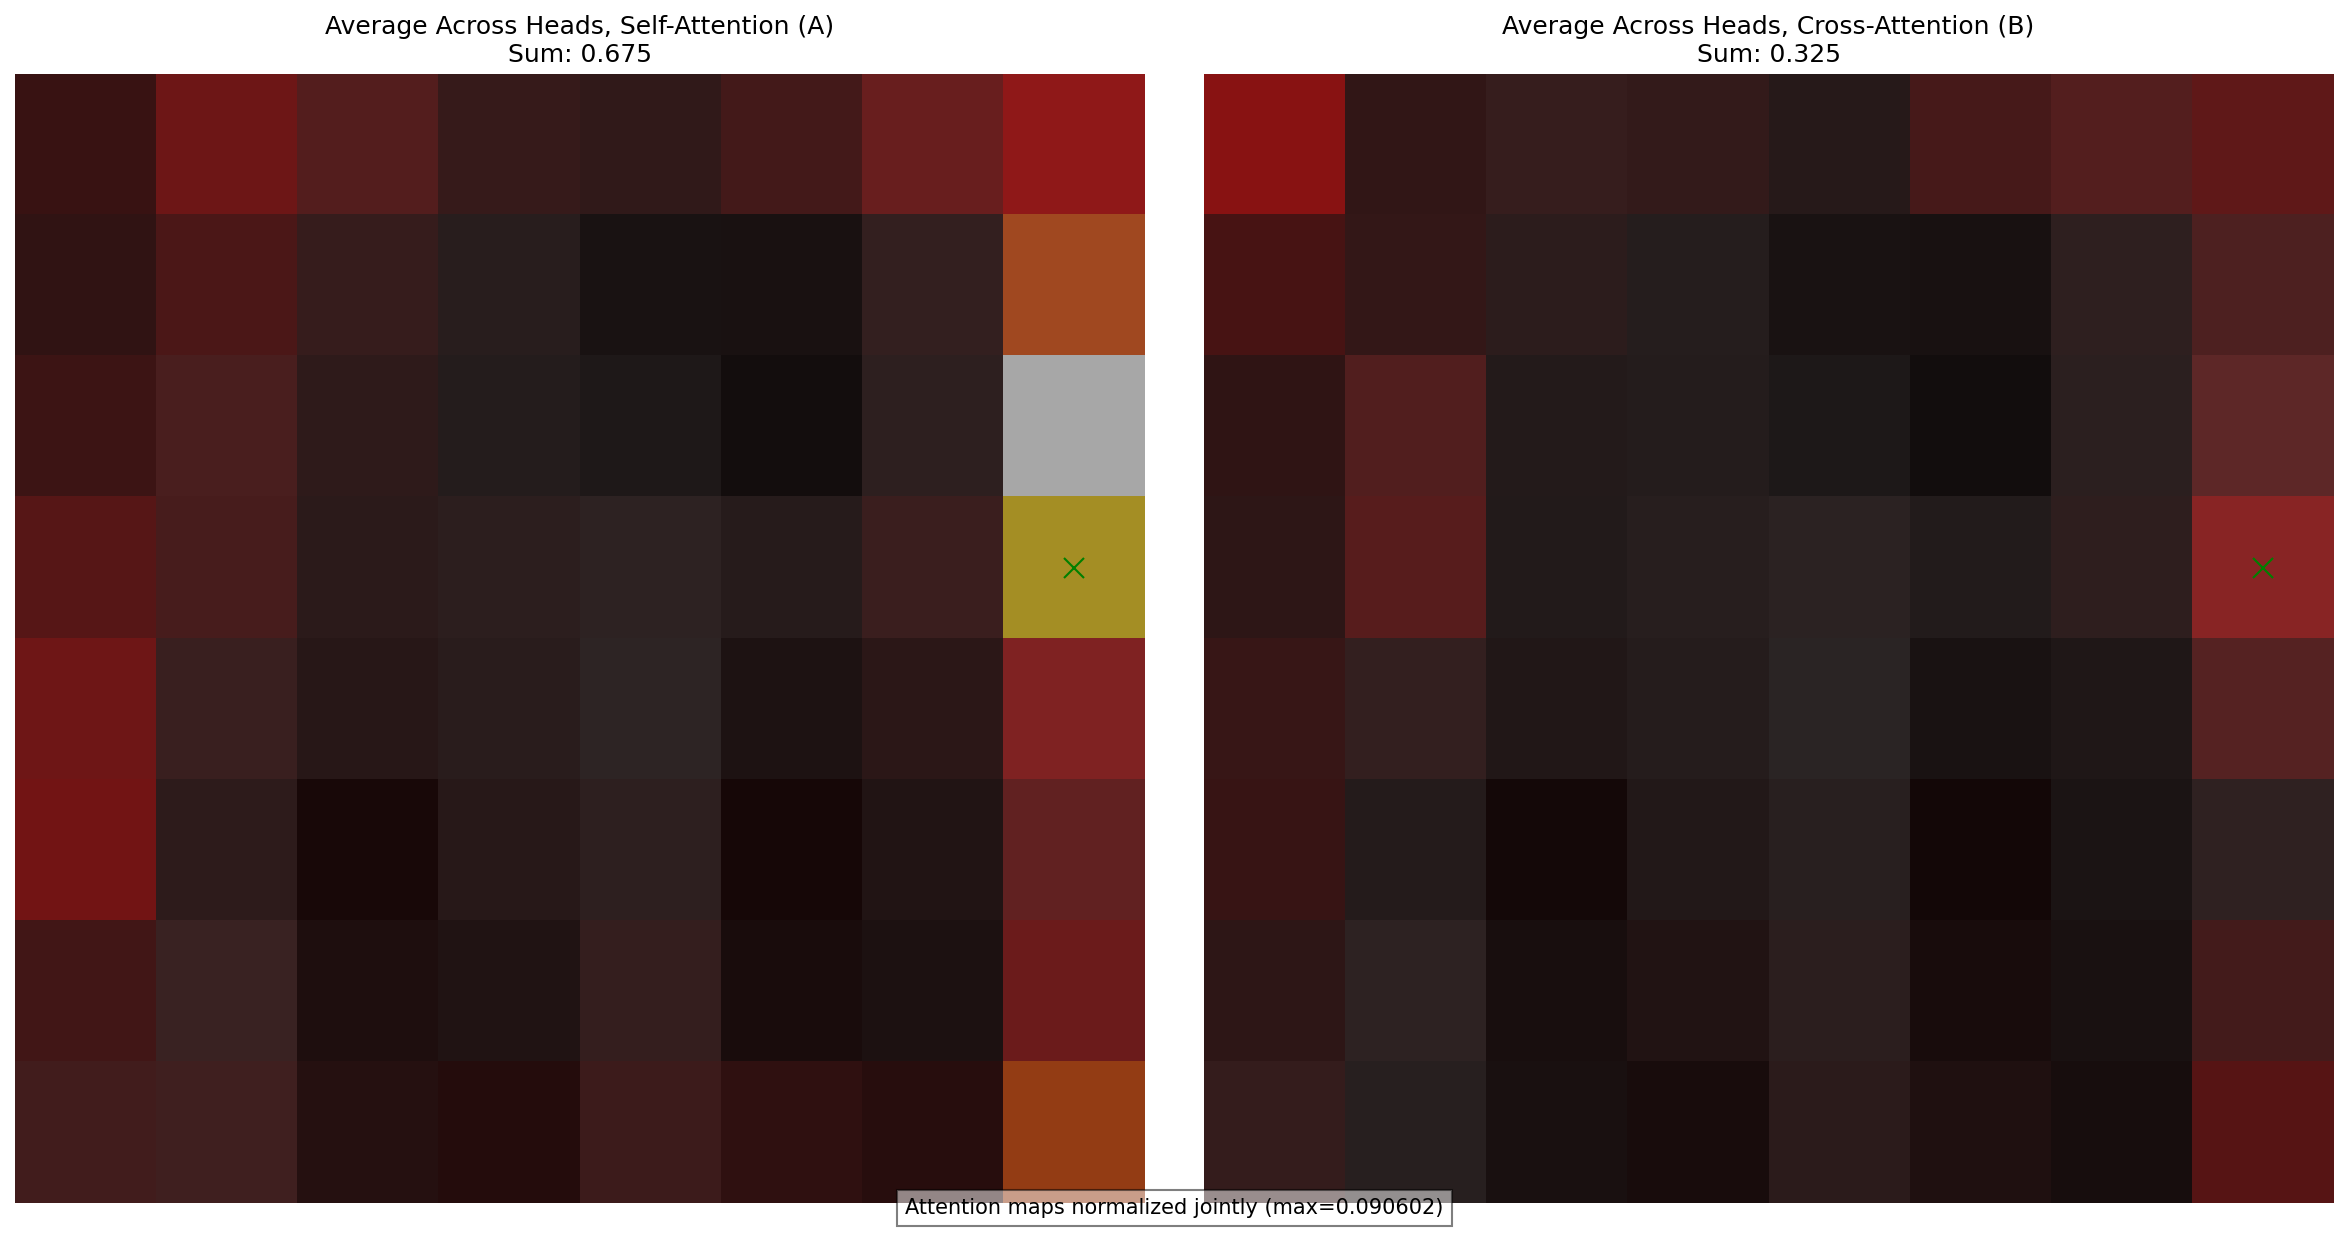 Average Across Heads, Self-Attention (A)
Sum: 0.675
Average Across Heads, Cross-Attention (B)
Sum: 0.325
Attention maps normalized jointly (max=0.090602)